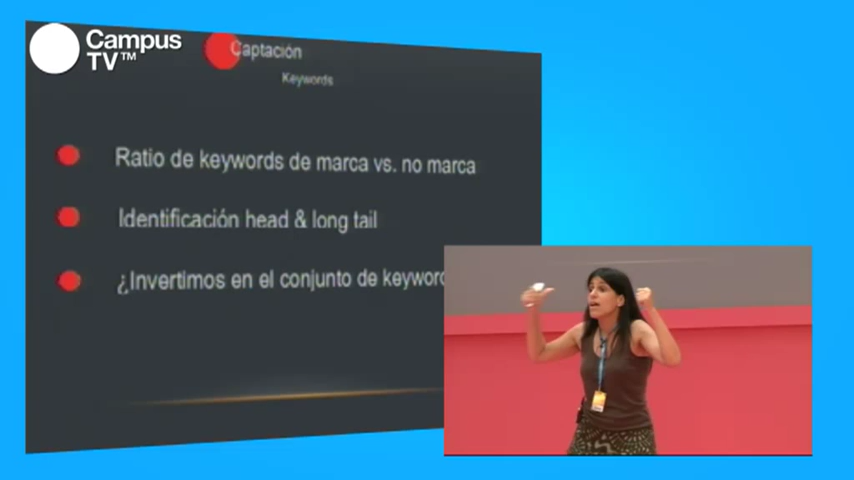 Campus
TV™
Captación
Keywords
Ratio de keywords de marca vs. no marca
Identificación head & long tail
¿Invertimos en el conjunto de